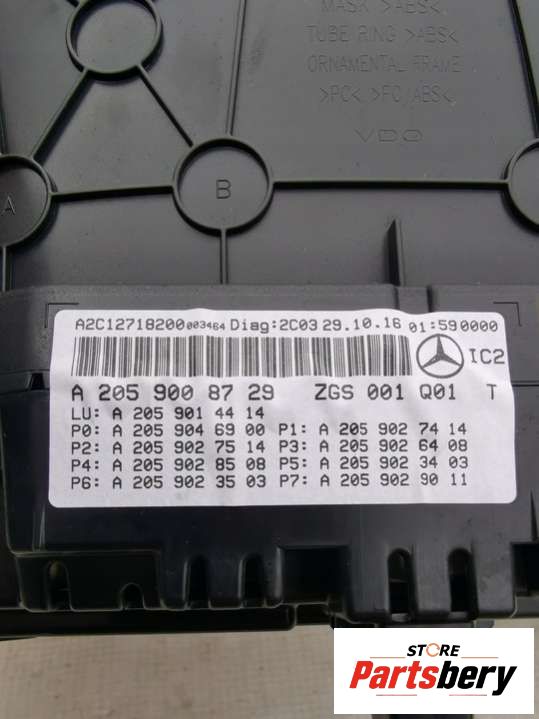 MASK >ABS<
TUBE RING >ABS<
ORNAMENTAL FRAME
>PC<, >PC/ABS<
VDO
A
B
A2C12718200003464 Diag:2C03 29.10.16 01:590000
IC2
A 205 900 87 29 ZGS 001 Q01 T
LU: A 205 901 44 14
P0: A 205 904 69 00 P1: A 205 902 74 14
P2: A 205 902 75 14 P3: A 205 902 64 08
P4: A 205 902 85 08 P5: A 205 902 34 03
P6: A 205 902 35 03 P7: A 205 902 90 11
STORE
Partsbery